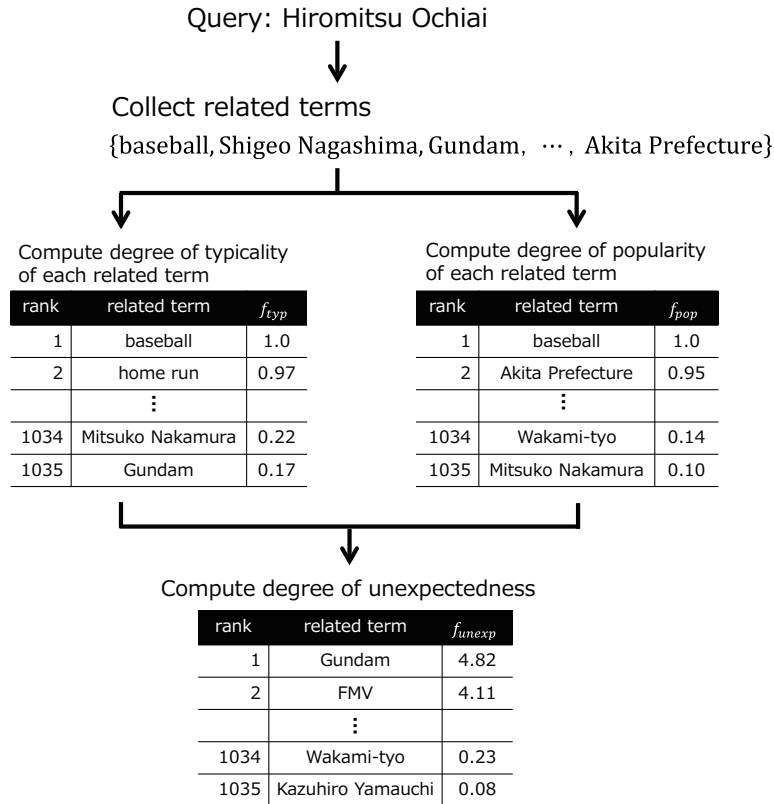 Query: Hiromitsu Ochiai
Collect related terms
{baseball, Shigeo Nagashima, Gundam, ⋯, Akita Prefecture}
Compute degree of typicality
of each related term
rank related term f_typ
1 baseball 1.0
2 home run 0.97
⋮
1034 Mitsuko Nakamura 0.22
1035 Gundam 0.17
Compute degree of popularity
of each related term
rank related term f_pop
1 baseball 1.0
2 Akita Prefecture 0.95
⋮
1034 Wakami-tyo 0.14
1035 Mitsuko Nakamura 0.10
Compute degree of unexpectedness
rank related term f_unexp
1 Gundam 4.82
2 FMV 4.11
⋮
1034 Wakami-tyo 0.23
1035 Kazuhiro Yamauchi 0.08